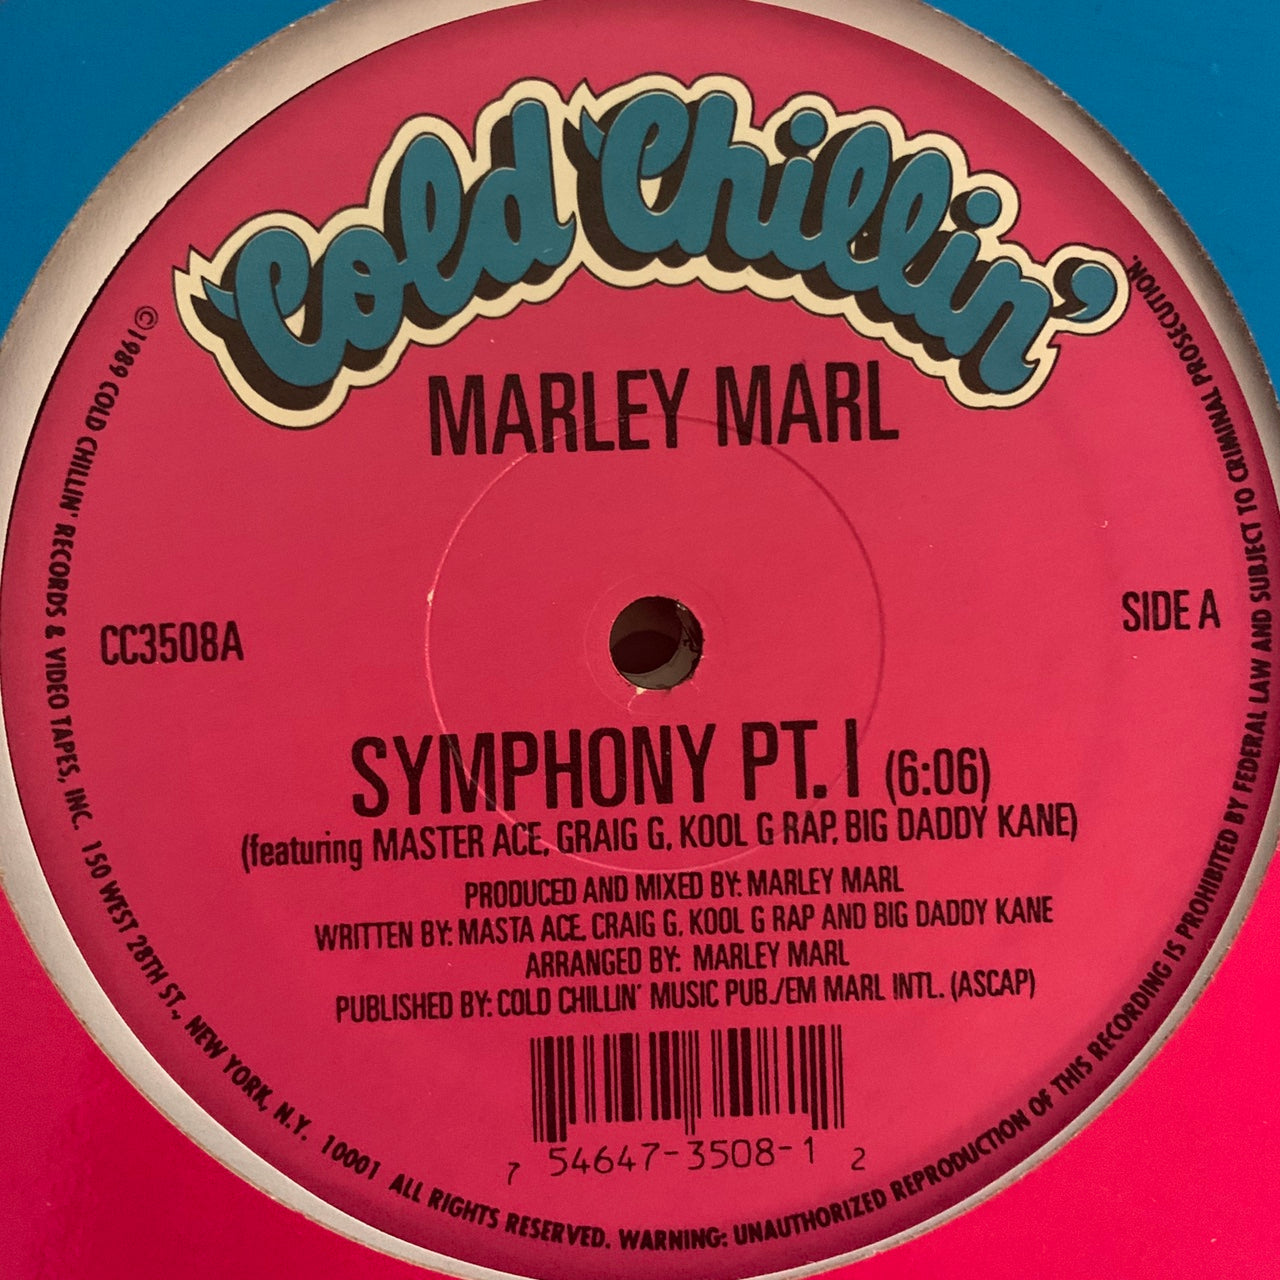 Cold Chillin'
MARLEY MARL
CC3508A
SIDE A
SYMPHONY PT. I (6:06)
(featuring MASTER ACE, GRAIG G, KOOL G RAP, BIG DADDY KANE)
PRODUCED AND MIXED BY: MARLEY MARL
WRITTEN BY: MASTA ACE, CRAIG G, KOOL G RAP AND BIG DADDY KANE
ARRANGED BY: MARLEY MARL
PUBLISHED BY: COLD CHILLIN' MUSIC PUB./EM MARL INTL. (ASCAP)
7 54647-3508-1 2
©1989 COLD CHILLIN' RECORDS & VIDEO TAPES, INC. 150 WEST 28TH ST., NEW YORK, N.Y. 10001 ALL RIGHTS RESERVED. WARNING: UNAUTHORIZED REPRODUCTION OF THIS RECORDING IS PROHIBITED BY FEDERAL LAW AND SUBJECT TO CRIMINAL PROSECUTION.